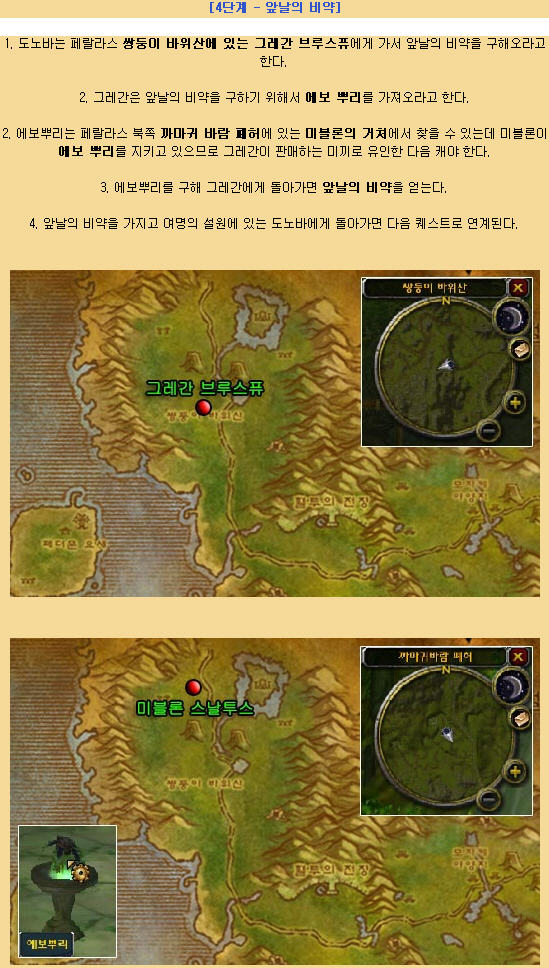 [4단계 - 앞날의 비약]
1. 도노바는 페랄라스 쌍둥이 바위산에 있는 그레간 브루스퓨에게 가서 앞날의 비약을 구해오라고
한다.
2. 그레간은 앞날의 비약을 구하기 위해서 에보 뿌리를 가져오라고 한다.
2. 에보뿌리는 페랄라스 북쪽 까마귀 바람 폐허에 있는 미블론의 거처에서 찾을 수 있는데 미블론이
에보 뿌리를 지키고 있으므로 그레간이 판매하는 미끼로 유인한 다음 캐야 한다.
3. 에보뿌리를 구해 그레간에게 돌아가면 앞날의 비약을 얻는다.
4. 앞날의 비약을 가지고 여명의 설원에 있는 도노바에게 돌아가면 다음 퀘스트로 연계된다.
쌍둥이 바위산
N
그레간 브루스퓨
쌍둥이 바위산
혈투의 전장
페더문 요새
까마귀바람 폐허
N
미블론 스날투스
쌍둥이 바위산
혈투의 전장
에보뿌리